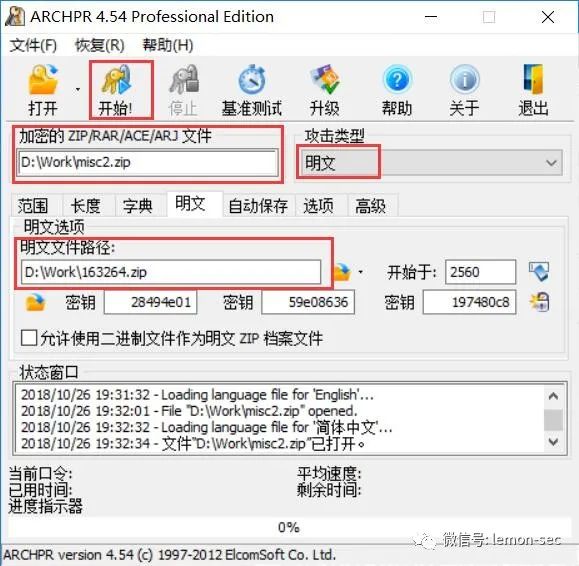 ARCHPR 4.54 Professional Edition
文件(F) 恢复(R) 帮助(H)
打开 开始! 停止 基准测试 升级 帮助 关于 退出
加密的 ZIP/RAR/ACE/ARJ 文件 攻击类型
D:\Work\misc2.zip 明文
范围 长度 字典 明文 自动保存 选项 高级
明文选项
明文文件路径:
D:\Work\163264.zip 开始于: 2560
密钥 28494e01 密钥 59e08636 密钥 197480c8
允许使用二进制文件作为明文 ZIP 档案文件
状态窗口
2018/10/26 19:31:32 - Loading language file for 'English'...
2018/10/26 19:32:01 - File "D:\Work\misc2.zip" opened.
2018/10/26 19:32:32 - Loading language file for '简体中文'...
2018/10/26 19:32:34 - 文件"D:\Work\misc2.zip"已打开。
当前口令: 平均速度:
已用时间: 剩余时间:
进度指示器
0%
微信号: lemon-sec
ARCHPR version 4.54 (c) 1997-2012 ElcomSoft Co. Ltd.